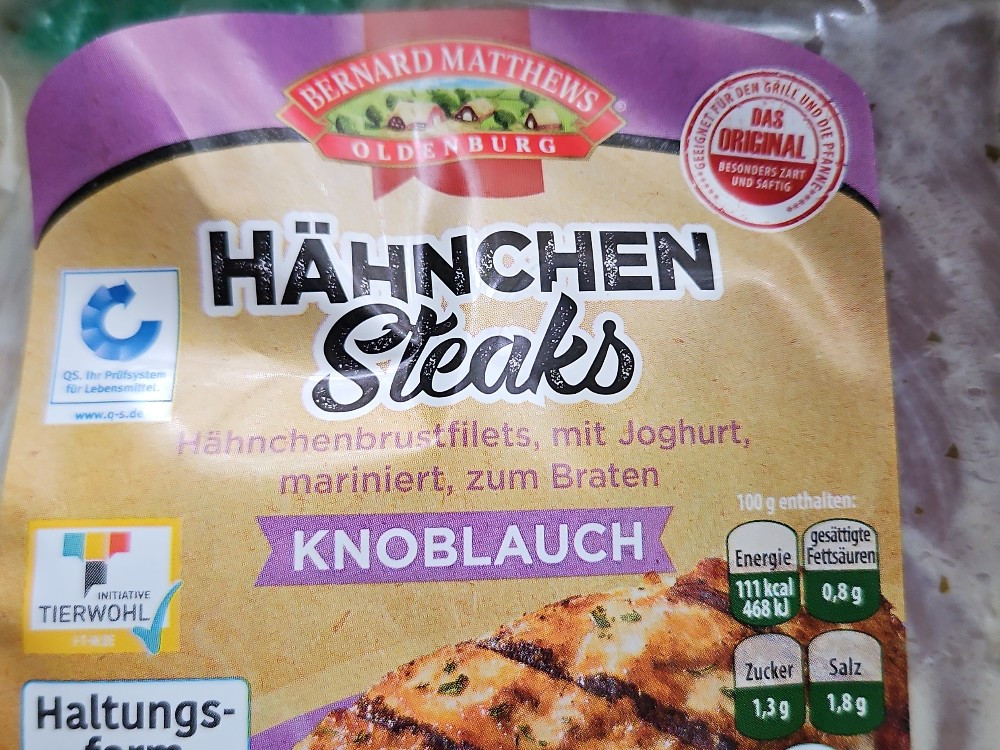 BERNARD MATTHEWS
OLDENBURG
GEEIGNET FÜR DEN GRILL UND DIE PFANNE
DAS
ORIGINAL
BESONDERS ZART
UND SAFTIG
HÄHNCHEN
Steaks
QS. Ihr Prüfsystem
für Lebensmittel.
www.q-s.de
Hähnchenbrustfilets, mit Joghurt,
mariniert, zum Braten
KNOBLAUCH
INITIATIVE
TIERWOHL
100 g enthalten:
Energie
111 kcal
468 kJ
gesättigte
Fettsäuren
0,8 g
Zucker
1,3 g
Salz
1,8 g
Haltungs-
form